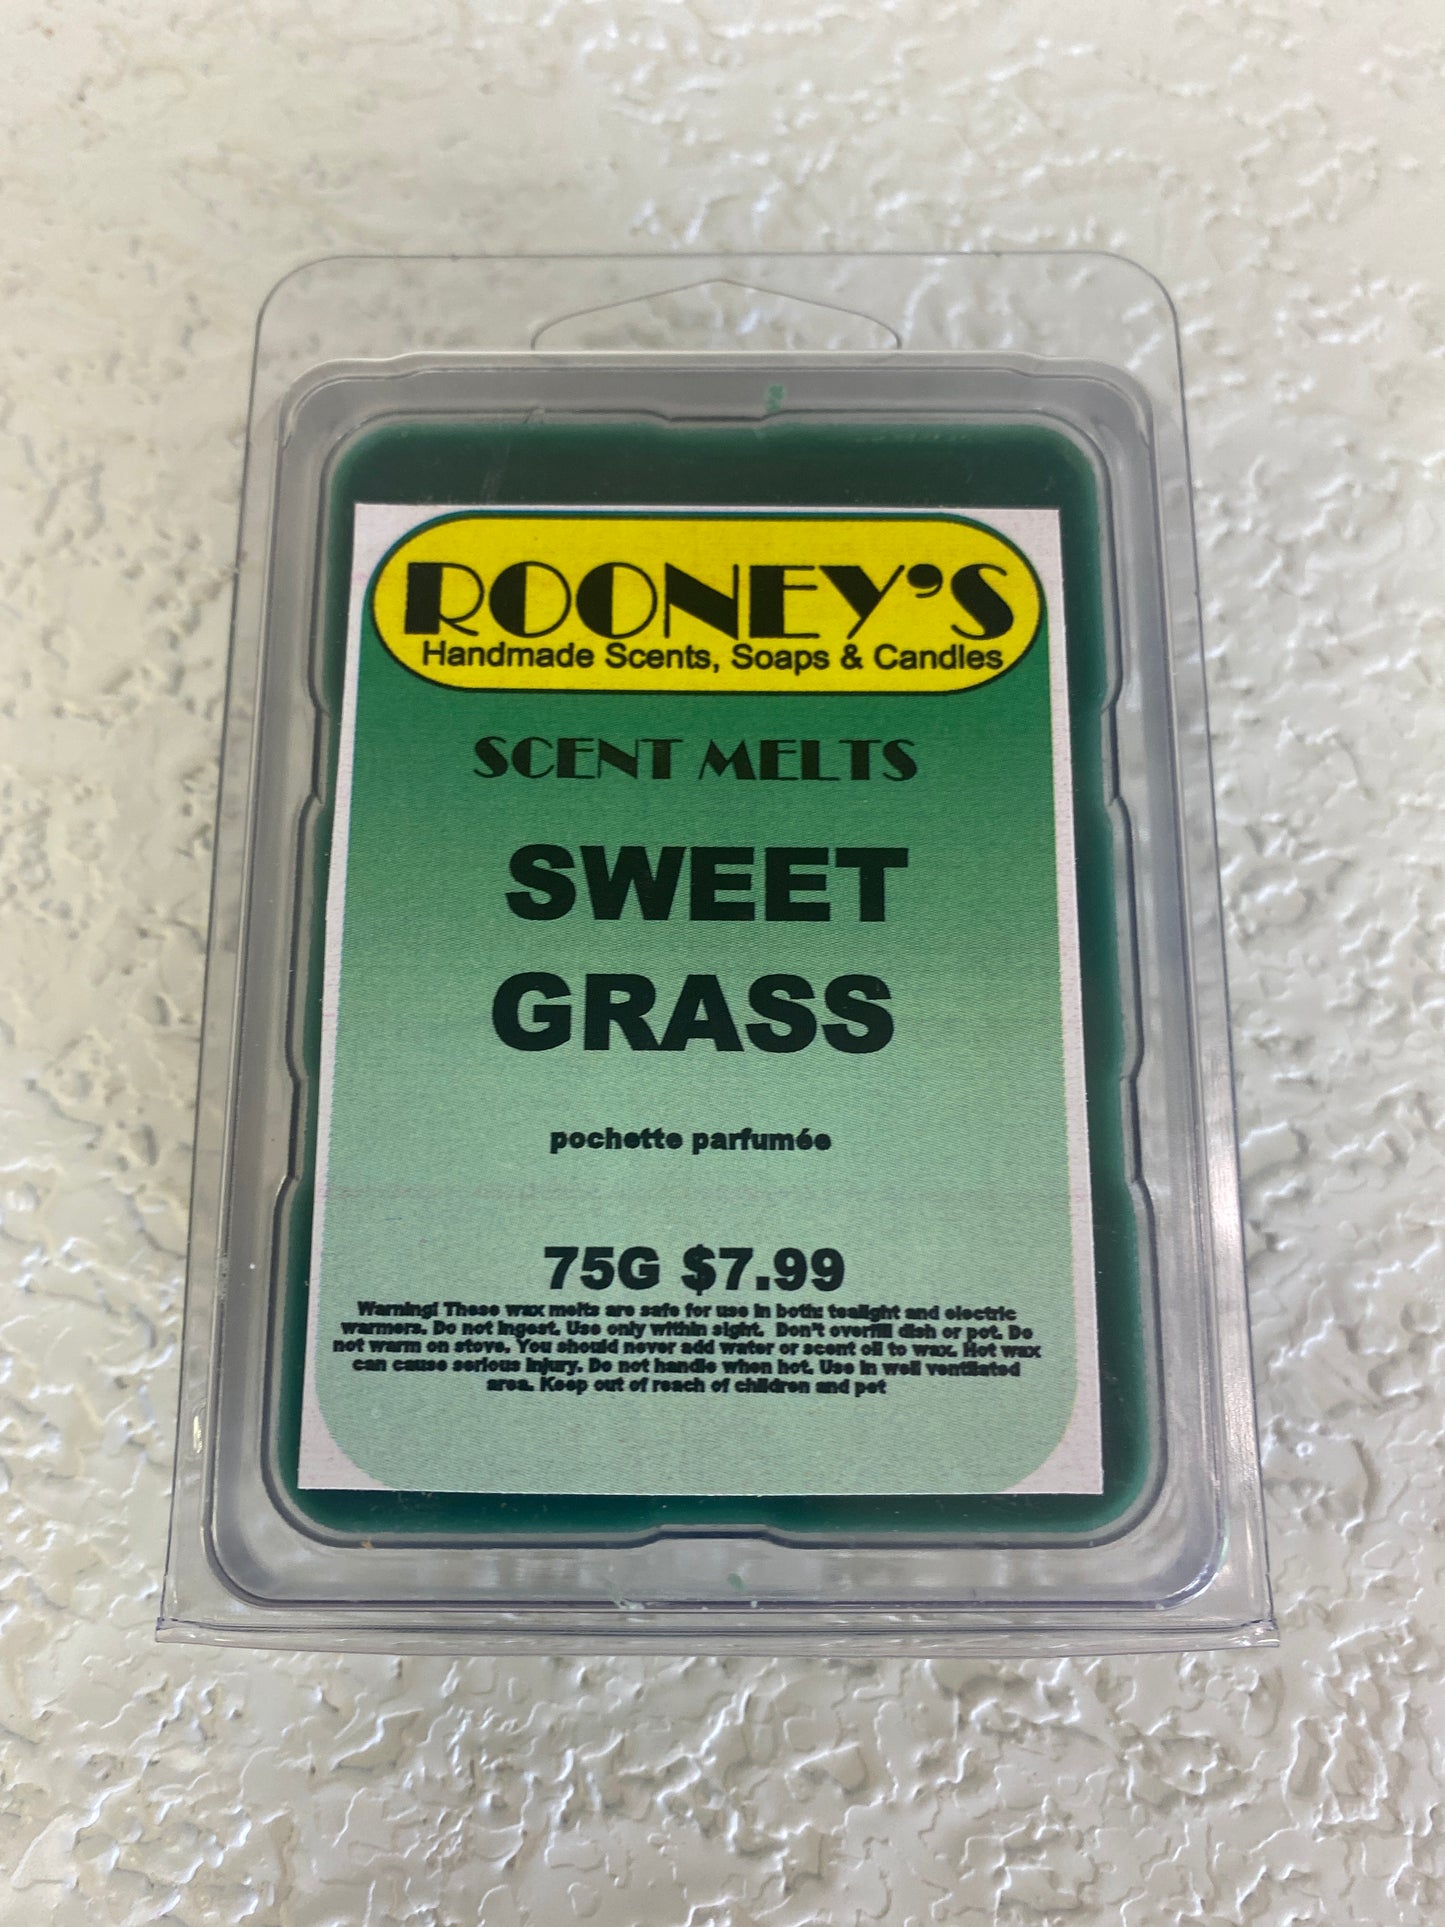 ROONEY'S
Handmade Scents, Soaps & Candles
SCENT MELTS
SWEET
GRASS
pochette parfumée
75G $7.99
Warning! These wax melts are safe for use in both: tealight and electric
warmers. Do not ingest. Use only within sight. Don't overfill dish or pot. Do
not warm on stove. You should never add water or scent oil to wax. Hot wax
can cause serious injury. Do not handle when hot. Use in well ventilated
area. Keep out of reach of children and pet